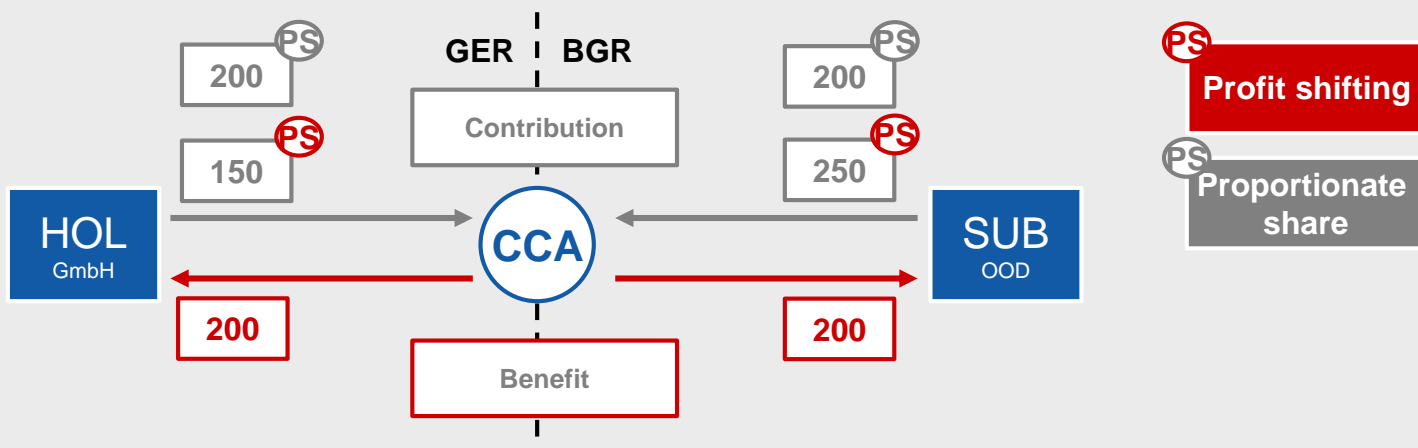 PS
200
GER
BGR
PS
200
PS
Profit shifting
Contribution
PS
150
PS
250
PS
Proportionate
share
HOL
GmbH
CCA
SUB
OOD
200
200
Benefit